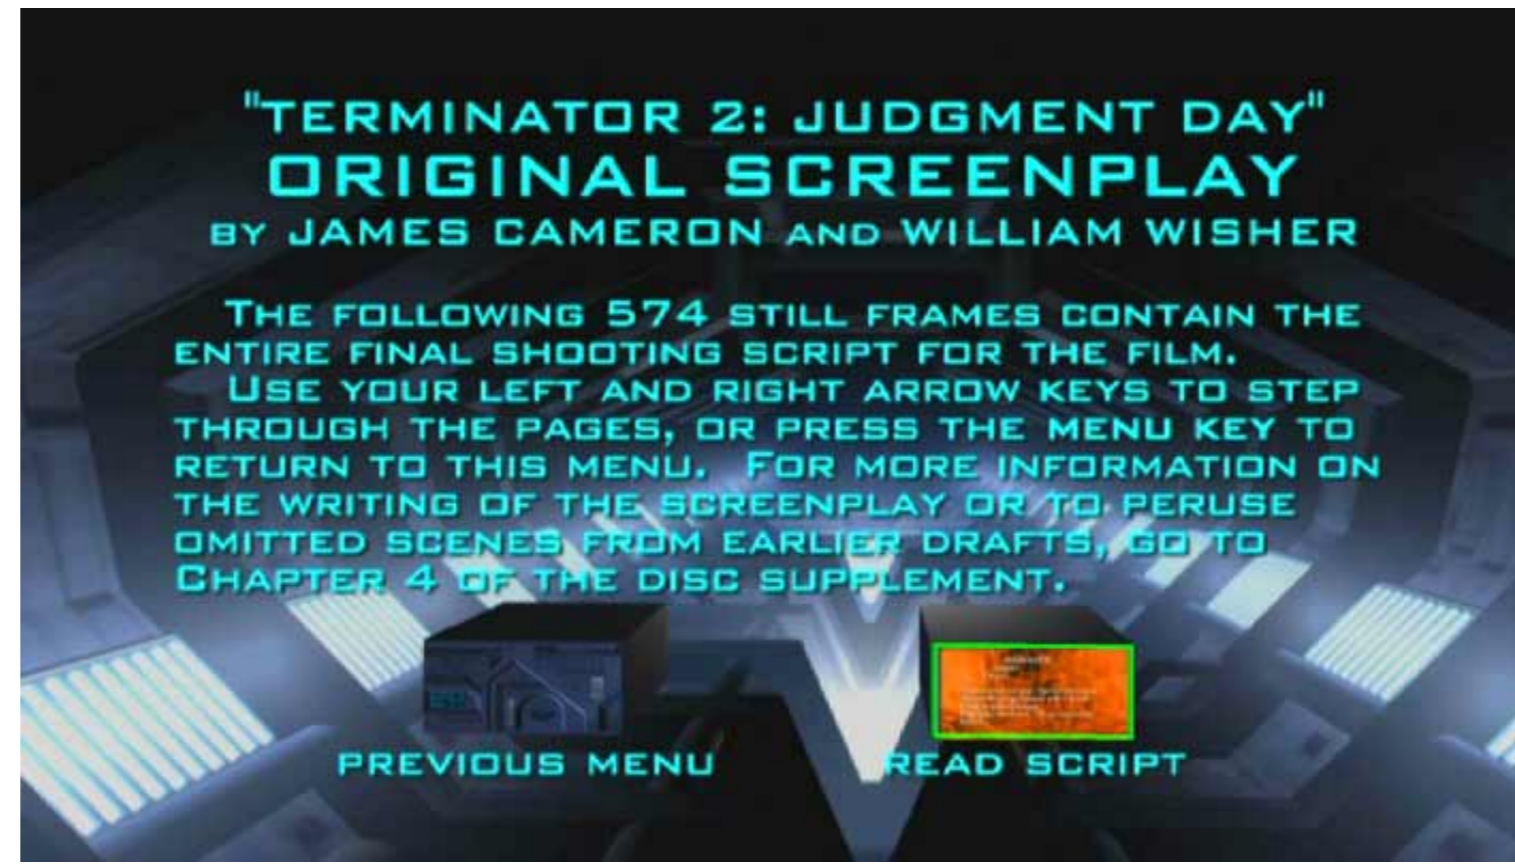 "TERMINATOR 2: JUDGMENT DAY"
ORIGINAL SCREENPLAY
BY JAMES CAMERON AND WILLIAM WISHER
THE FOLLOWING 574 STILL FRAMES CONTAIN THE
ENTIRE FINAL SHOOTING SCRIPT FOR THE FILM.
USE YOUR LEFT AND RIGHT ARROW KEYS TO STEP
THROUGH THE PAGES, OR PRESS THE MENU KEY TO
RETURN TO THIS MENU. FOR MORE INFORMATION ON
THE WRITING OF THE SCREENPLAY OR TO PERUSE
OMITTED SCENES FROM EARLIER DRAFTS, GO TO
CHAPTER 4 OF THE DISC SUPPLEMENT.
PREVIOUS MENU
READ SCRIPT